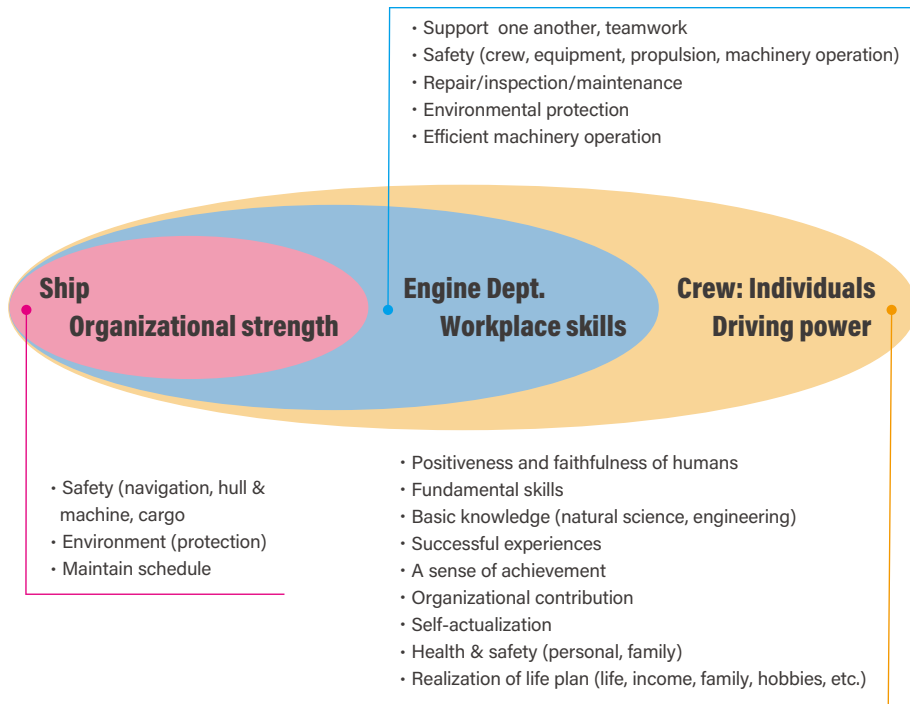 · Support one another, teamwork
· Safety (crew, equipment, propulsion, machinery operation)
· Repair/inspection/maintenance
· Environmental protection
· Efficient machinery operation
Ship
Organizational strength
Engine Dept.
Workplace skills
Crew: Individuals
Driving power
· Safety (navigation, hull &
machine, cargo
· Environment (protection)
· Maintain schedule
· Positiveness and faithfulness of humans
· Fundamental skills
· Basic knowledge (natural science, engineering)
· Successful experiences
· A sense of achievement
· Organizational contribution
· Self-actualization
· Health & safety (personal, family)
· Realization of life plan (life, income, family, hobbies, etc.)